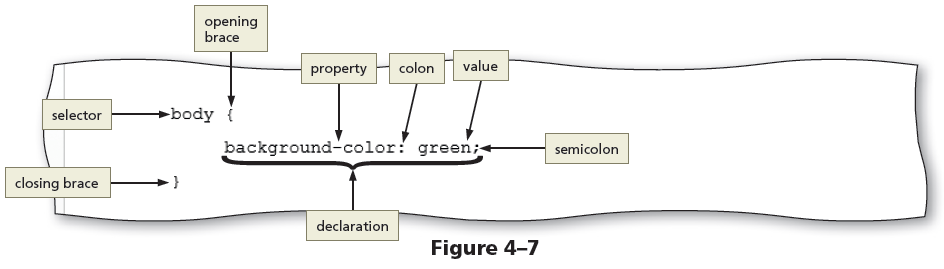 opening
brace
property
colon
value
selector
body {
background-color: green;
semicolon
closing brace
}
declaration
Figure 4–7